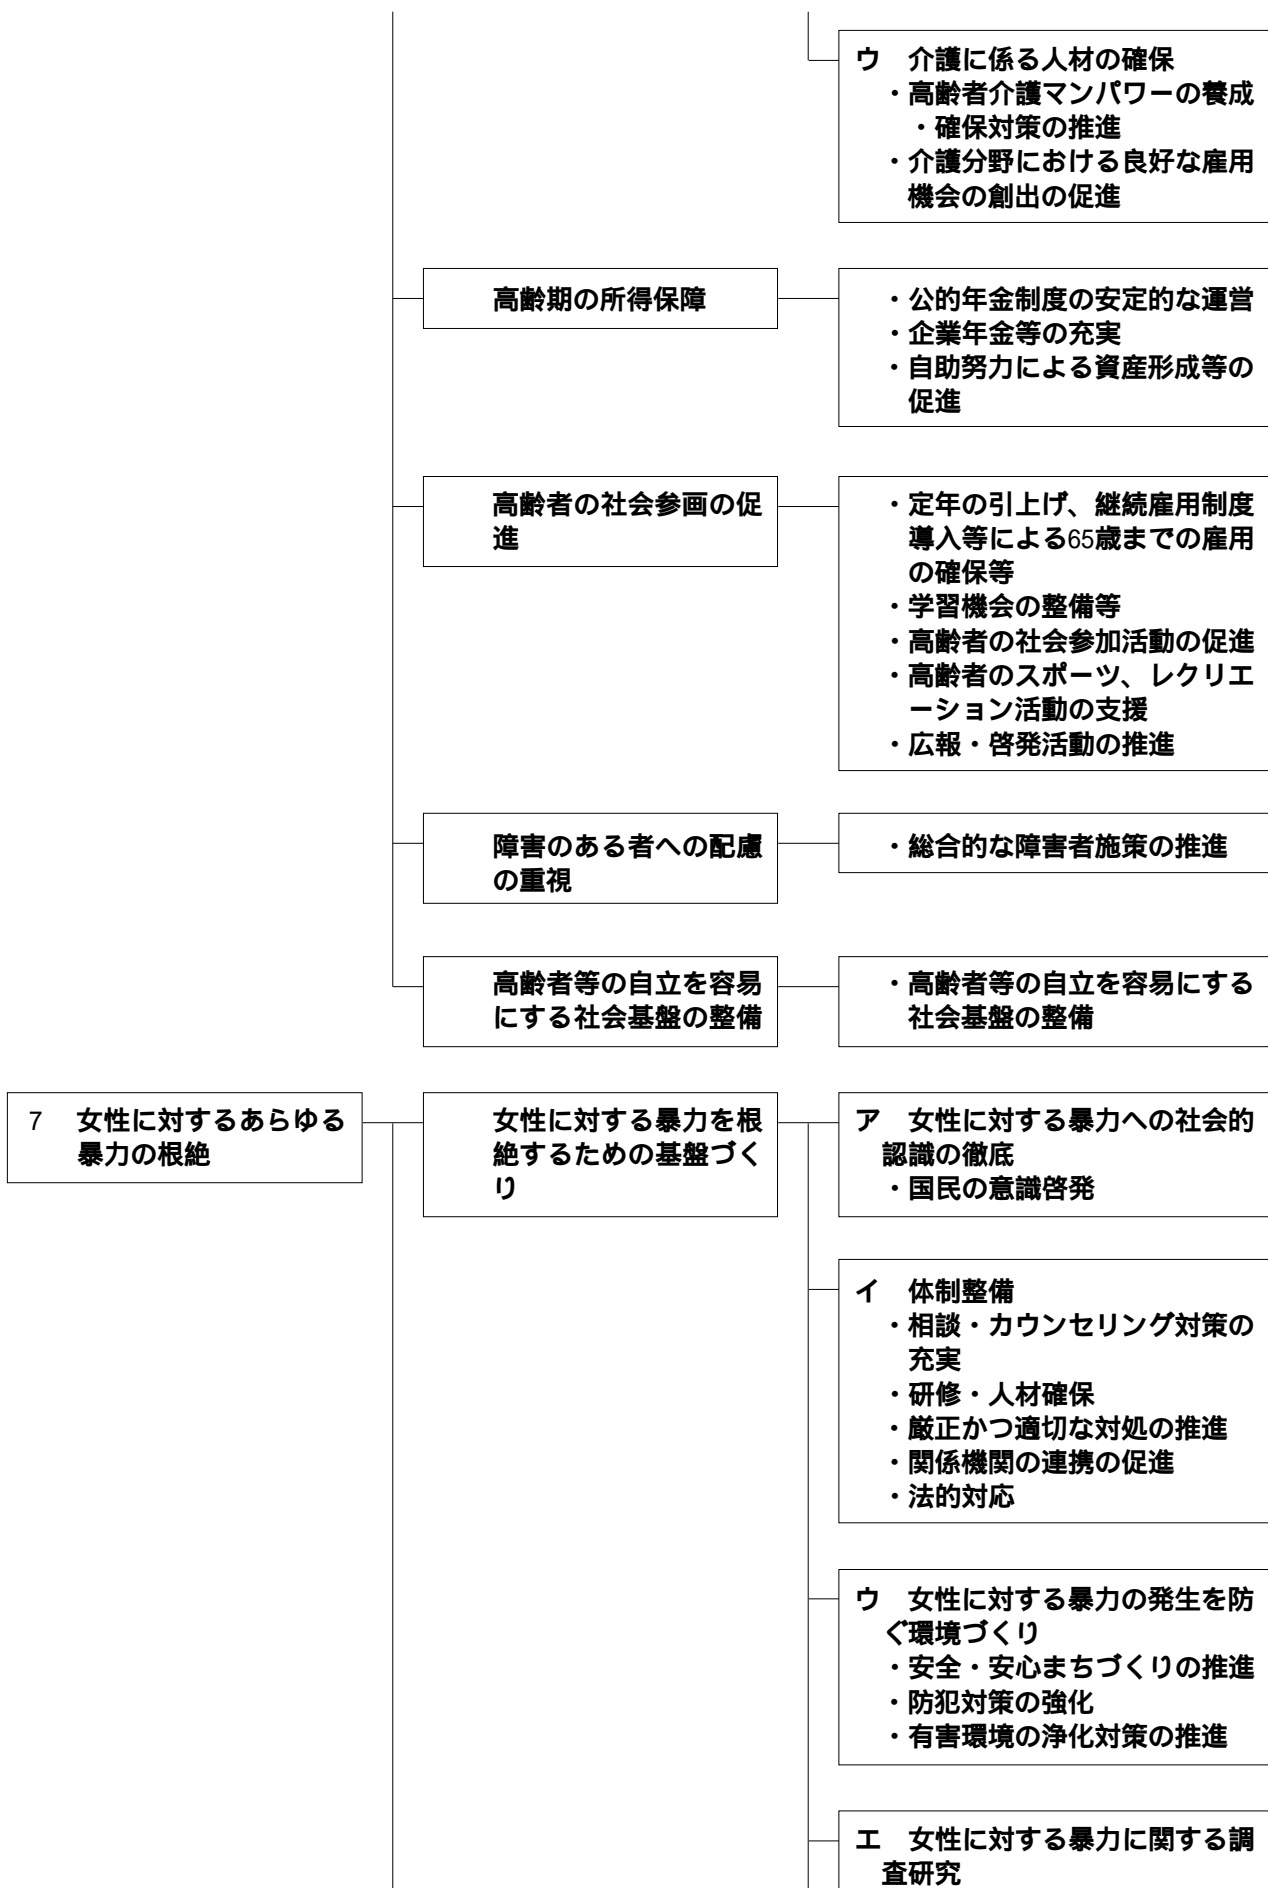 ウ　介護に係る人材の確保
・高齢者介護マンパワーの養成
・確保対策の推進
・介護分野における良好な雇用
機会の創出の促進
高齢期の所得保障
・公的年金制度の安定的な運営
・企業年金等の充実
・自助努力による資産形成等の
促進
高齢者の社会参画の促
進
・定年の引上げ、継続雇用制度
導入等による65歳までの雇用
の確保等
・学習機会の整備等
・高齢者の社会参加活動の促進
・高齢者のスポーツ、レクリエ
ーション活動の支援
・広報・啓発活動の推進
障害のある者への配慮
の重視
・総合的な障害者施策の推進
高齢者等の自立を容易
にする社会基盤の整備
・高齢者等の自立を容易にする
社会基盤の整備
7　女性に対するあらゆる
暴力の根絶
女性に対する暴力を根
絶するための基盤づく
り
ア　女性に対する暴力への社会的
認識の徹底
・国民の意識啓発
イ　体制整備
・相談・カウンセリング対策の
充実
・研修・人材確保
・厳正かつ適切な対処の推進
・関係機関の連携の促進
・法的対応
ウ　女性に対する暴力の発生を防
ぐ環境づくり
・安全・安心まちづくりの推進
・防犯対策の強化
・有害環境の浄化対策の推進
エ　女性に対する暴力に関する調
査研究